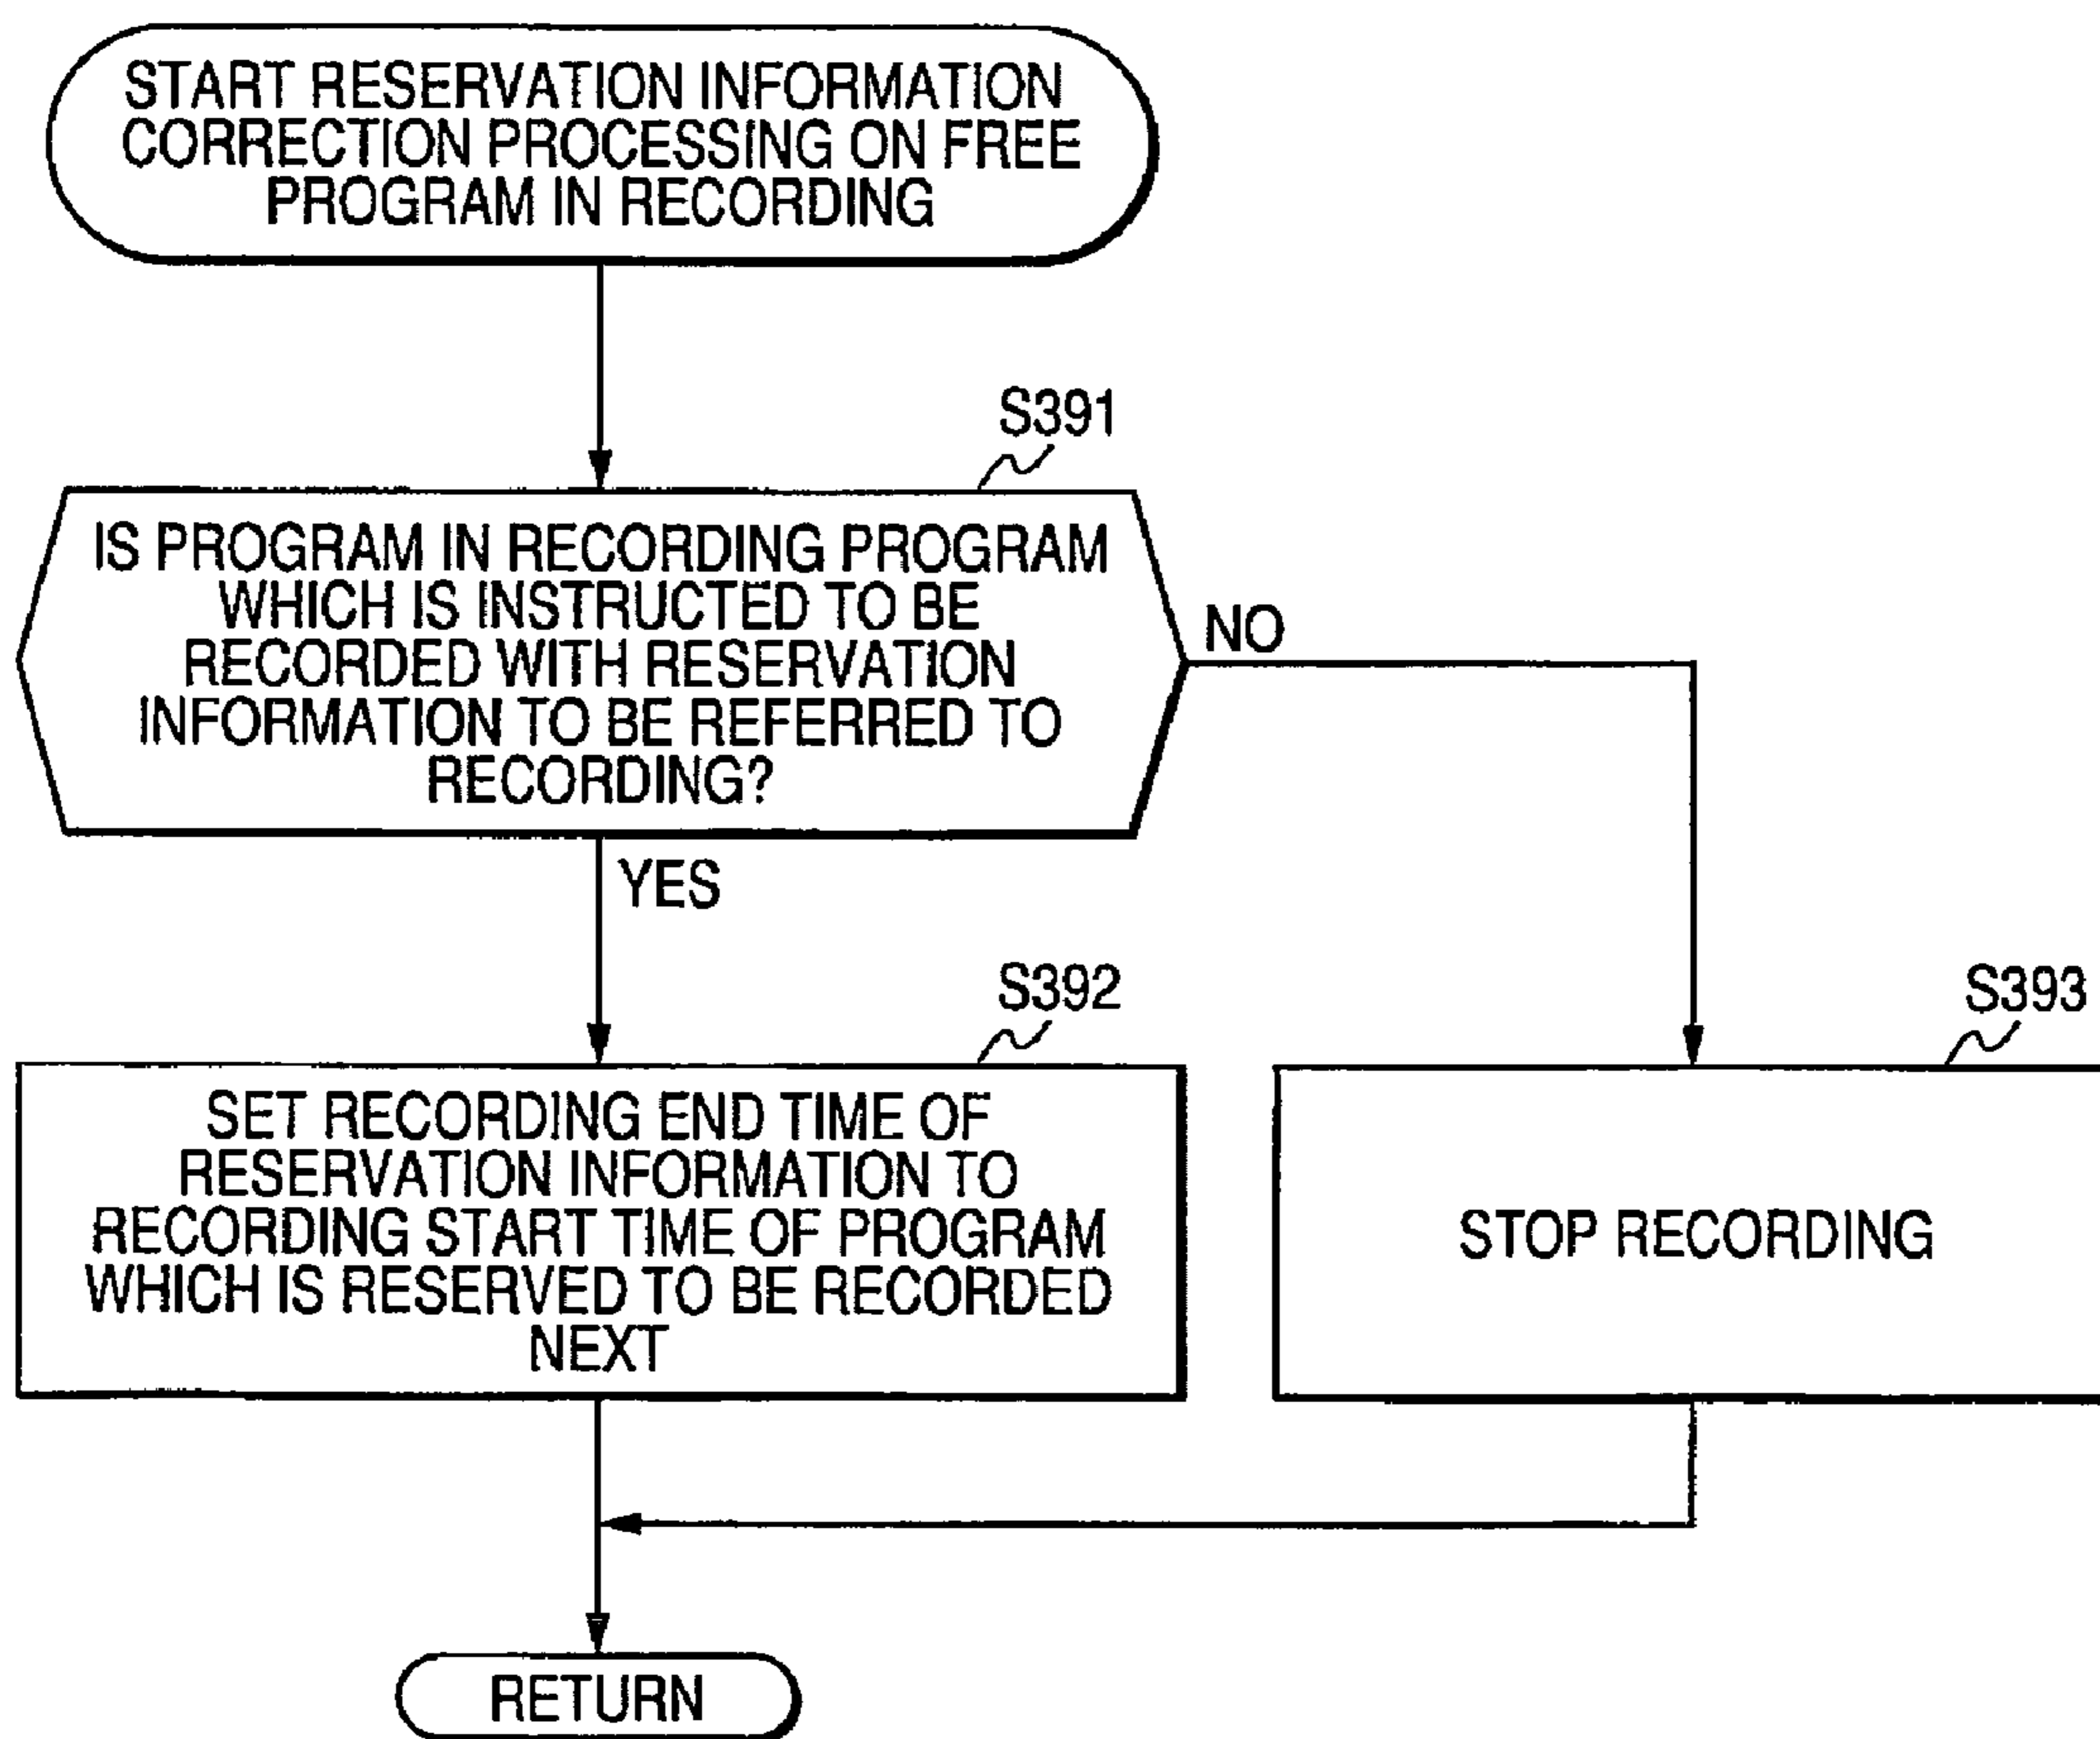 START RESERVATION INFORMATION
CORRECTION PROCESSING ON FREE
PROGRAM IN RECORDING
S391
IS PROGRAM IN RECORDING PROGRAM
WHICH IS INSTRUCTED TO BE
RECORDED WITH RESERVATION
INFORMATION TO BE REFERRED TO
RECORDING?
NO
YES
S392
SET RECORDING END TIME OF
RESERVATION INFORMATION TO
RECORDING START TIME OF PROGRAM
WHICH IS RESERVED TO BE RECORDED
NEXT
S393
STOP RECORDING
RETURN